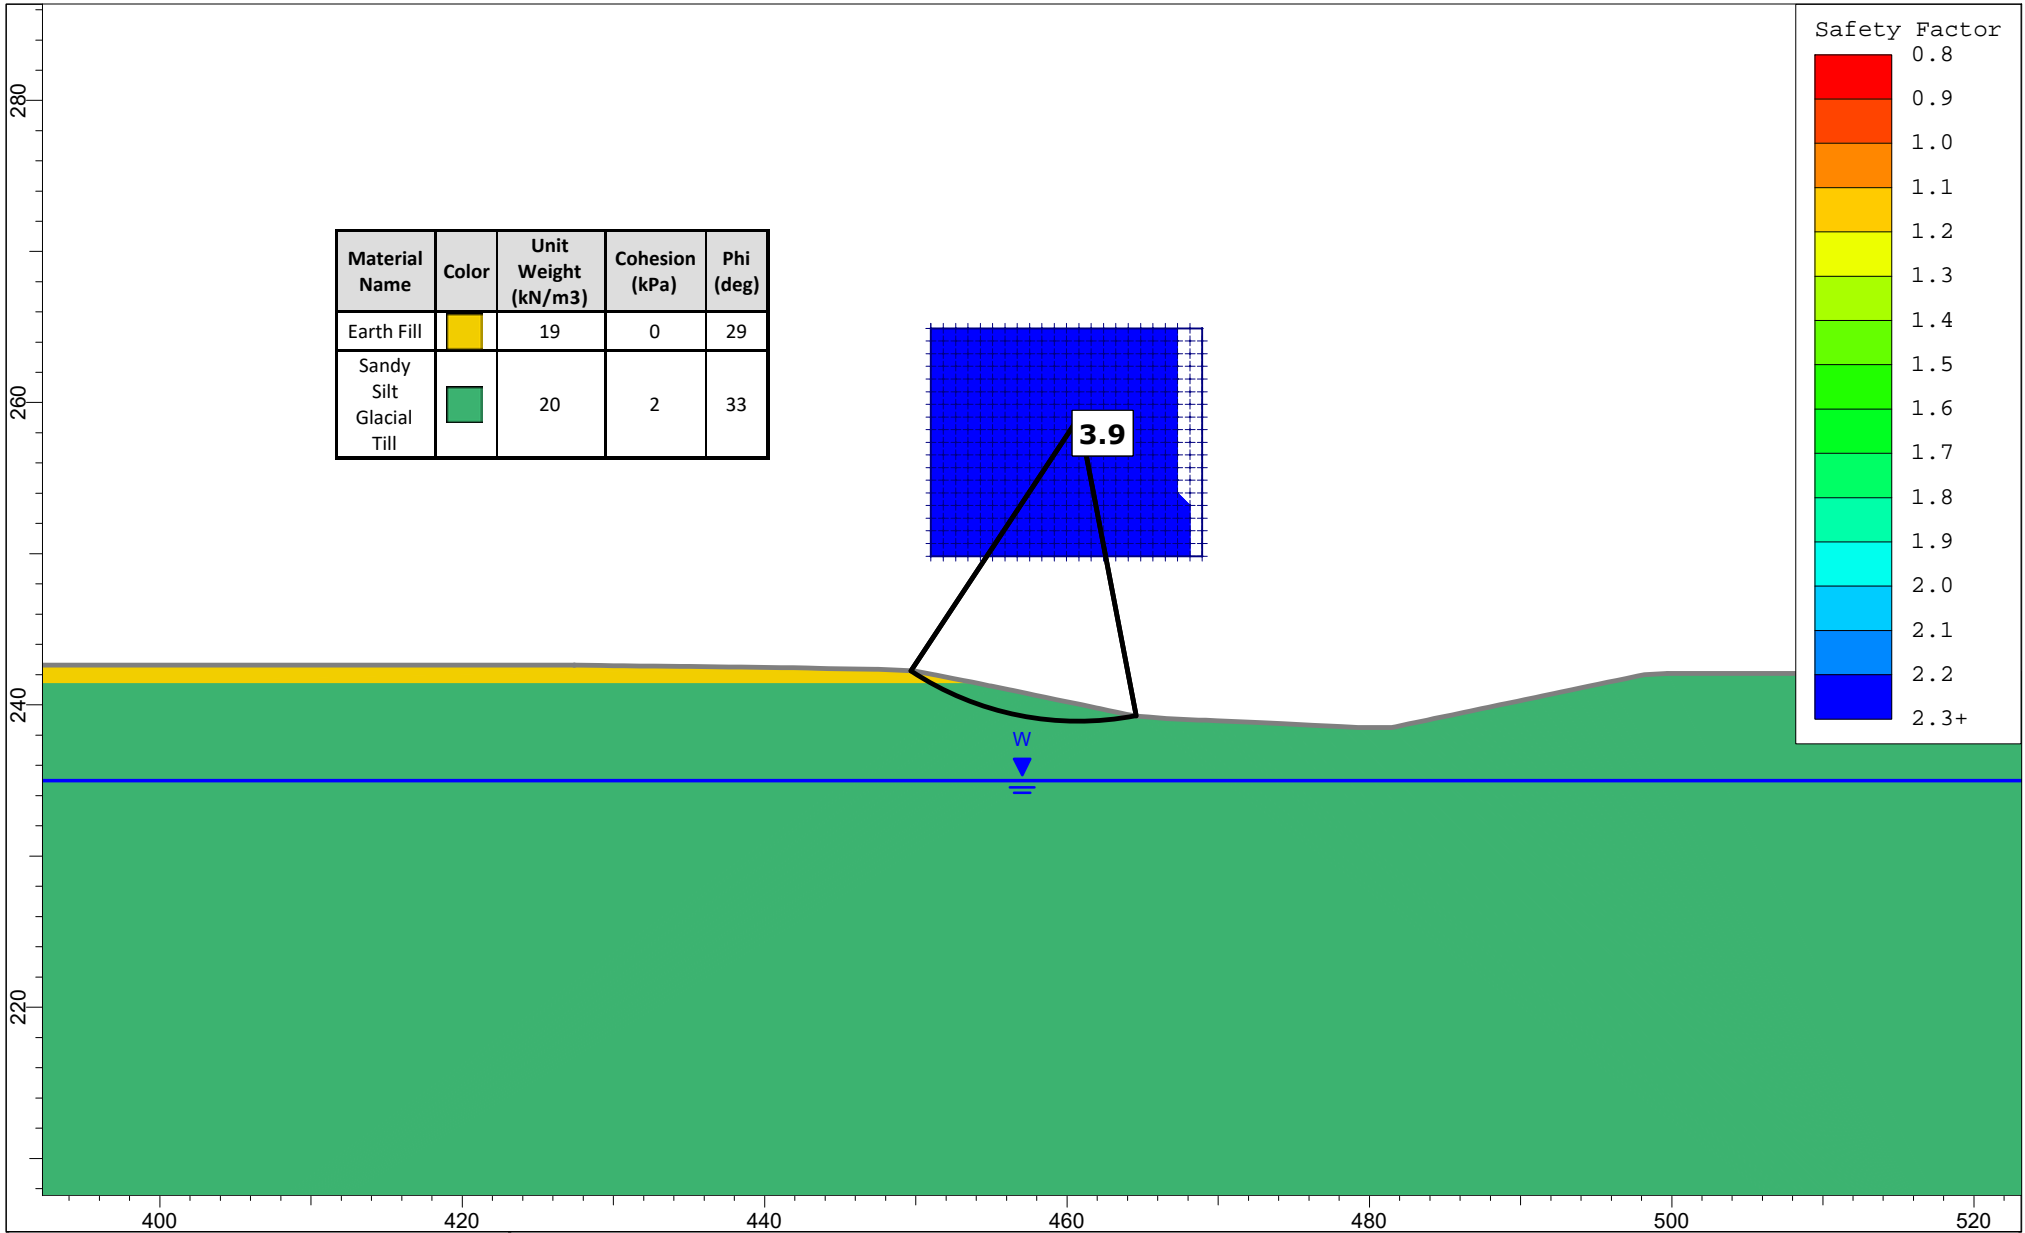 Safety Factor
0.8
0.9
1.0
1.1
1.2
1.3
1.4
1.5
1.6
1.7
1.8
1.9
2.0
2.1
2.2
2.3+
280
260
240
220
Material Name
Color
Unit Weight (kN/m3)
Cohesion (kPa)
Phi (deg)
Earth Fill 19 0 29
Sandy Silt Glacial Till 20 2 33
3.9
W
400 420 440 460 480 500 520